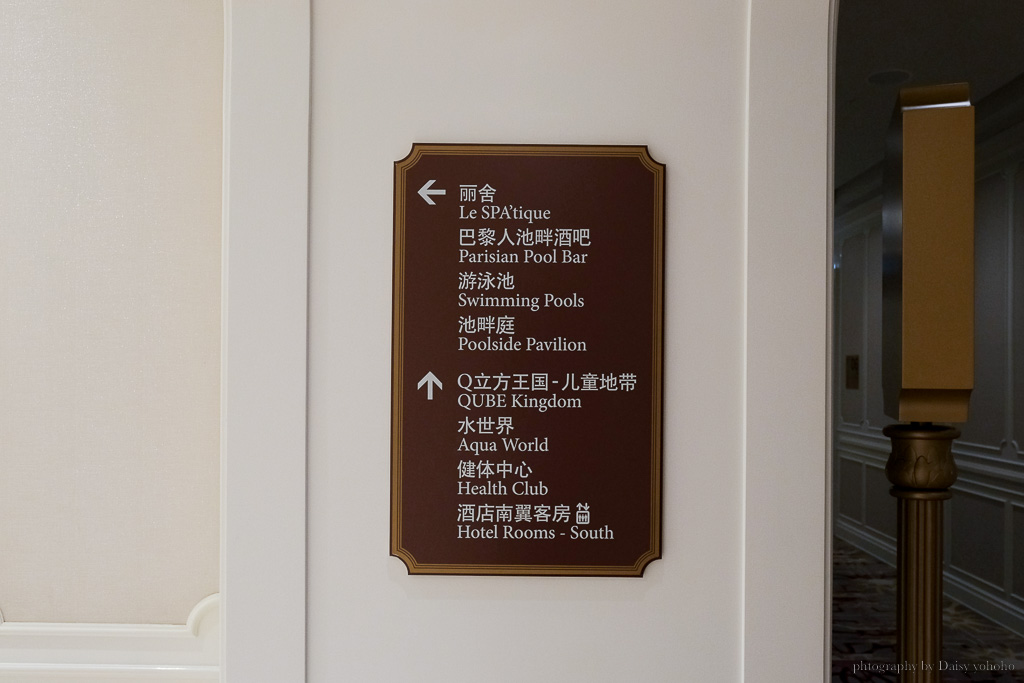 丽舍
Le SPA'tique
巴黎人池畔酒吧
Parisian Pool Bar
游泳池
Swimming Pools
池畔庭
Poolside Pavilion
Q立方王国-儿童地带
QUBE Kingdom
水世界
Aqua World
健体中心
Health Club
酒店南翼客房
Hotel Rooms - South
phtography by Daisy yohoho